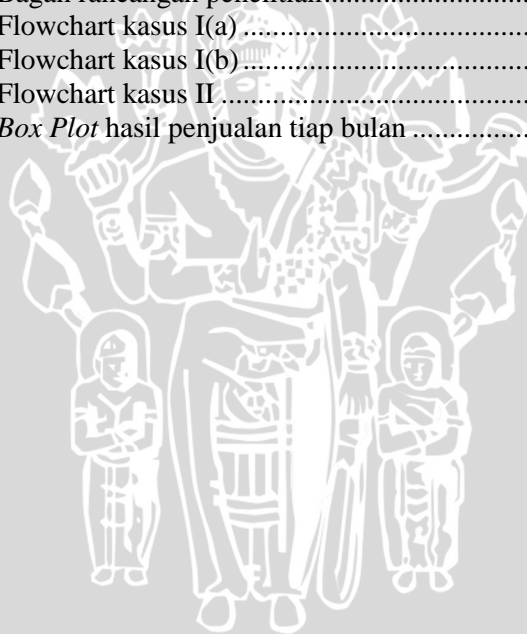 Bagan rancangan penelitian..............................
Flowchart kasus I(a) ..........................................
Flowchart kasus I(b) ..........................................
Flowchart kasus II ..............................................
Box Plot hasil penjualan tiap bulan .................